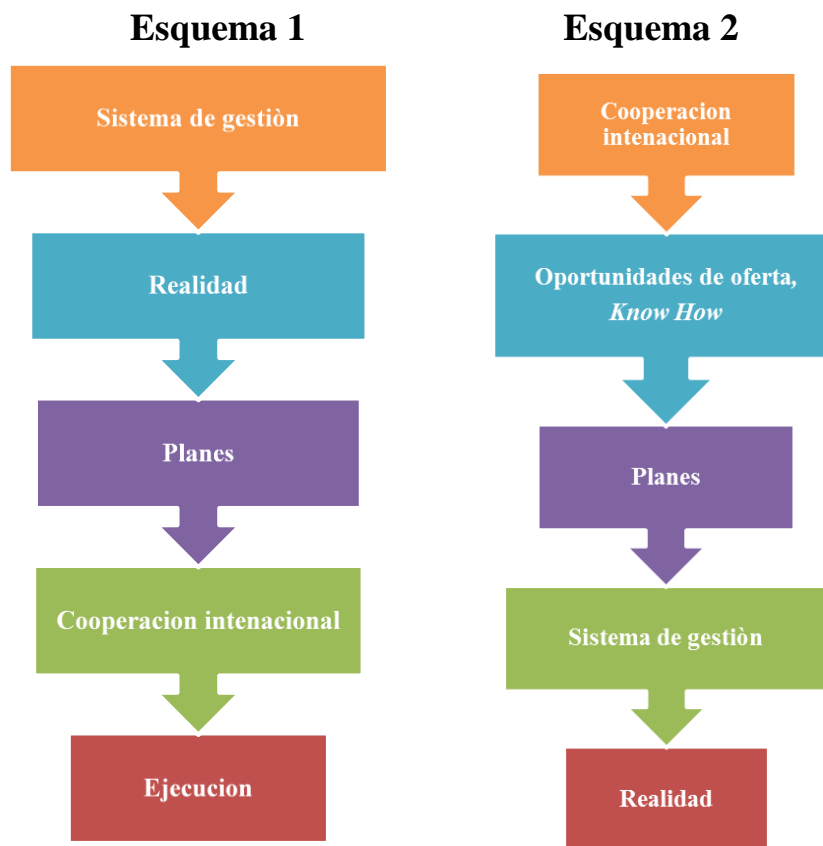 Esquema 1
Sistema de gestiòn
Realidad
Planes
Cooperacion intenacional
Ejecucion
Esquema 2
Cooperacion
intenacional
Oportunidades de oferta,
Know How
Planes
Sistema de gestiòn
Realidad